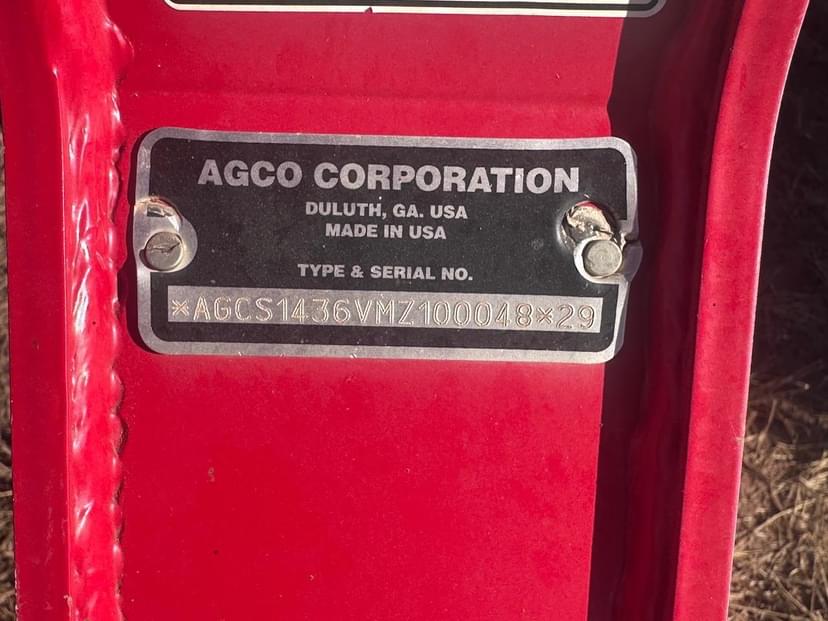 AGCO CORPORATION
DULUTH, GA. USA
MADE IN USA
TYPE & SERIAL NO.
*AGCS1436VMZ100048*29